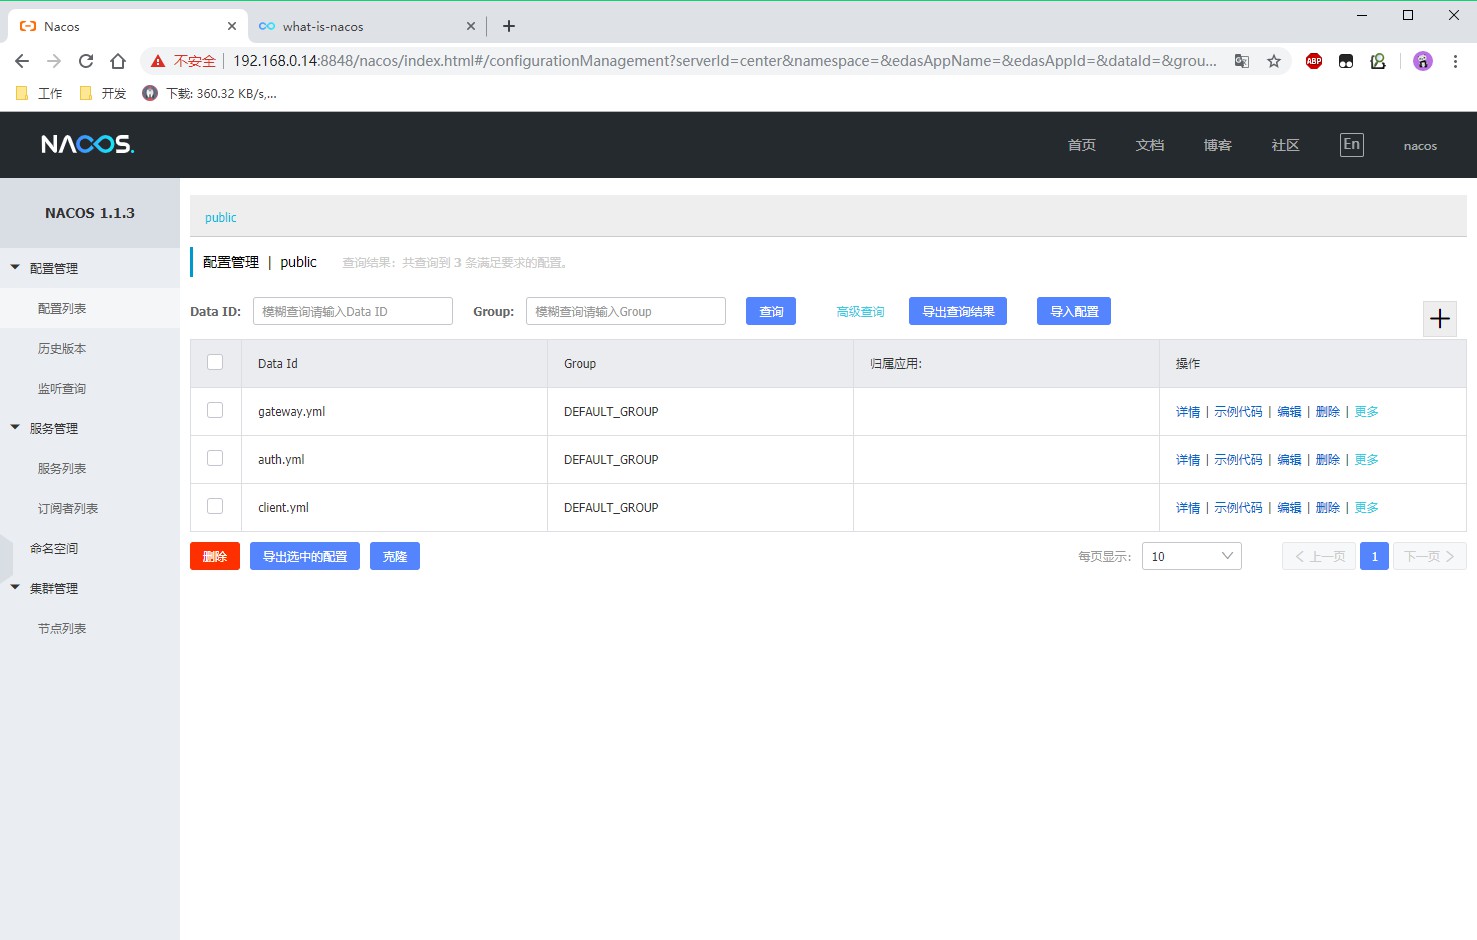 Nacos
what-is-nacos
不安全 192.168.0.14:8848/nacos/index.html#/configurationManagement?serverId=center&namespace=&edasAppName=&edasAppId=&dataId=&grou...
ABP
工作 开发 下载: 360.32 KB/s,...
NACOS. 首页 文档 博客 社区 En nacos
NACOS 1.1.3
配置管理
配置列表
历史版本
监听查询
服务管理
服务列表
订阅者列表
命名空间
集群管理
节点列表
public
配置管理 | public 查询结果：共查询到 3 条满足要求的配置。
Data ID: 模糊查询请输入Data ID Group: 模糊查询请输入Group 查询 高级查询 导出查询结果 导入配置
Data Id Group 归属应用: 操作
gateway.yml DEFAULT_GROUP 详情 | 示例代码 | 编辑 | 删除 | 更多
auth.yml DEFAULT_GROUP 详情 | 示例代码 | 编辑 | 删除 | 更多
client.yml DEFAULT_GROUP 详情 | 示例代码 | 编辑 | 删除 | 更多
删除 导出选中的配置 克隆 每页显示: 10 上一页 1 下一页